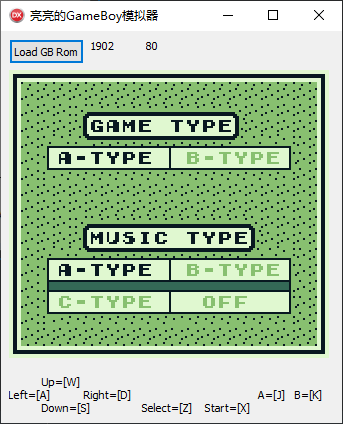 DX 亮亮的GameBoy模拟器
Load GB Rom 1902 80
GAME TYPE
A-TYPE B-TYPE
MUSIC TYPE
A-TYPE B-TYPE
C-TYPE OFF
Up=[W]
Left=[A] Right=[D] A=[J] B=[K]
Down=[S] Select=[Z] Start=[X]